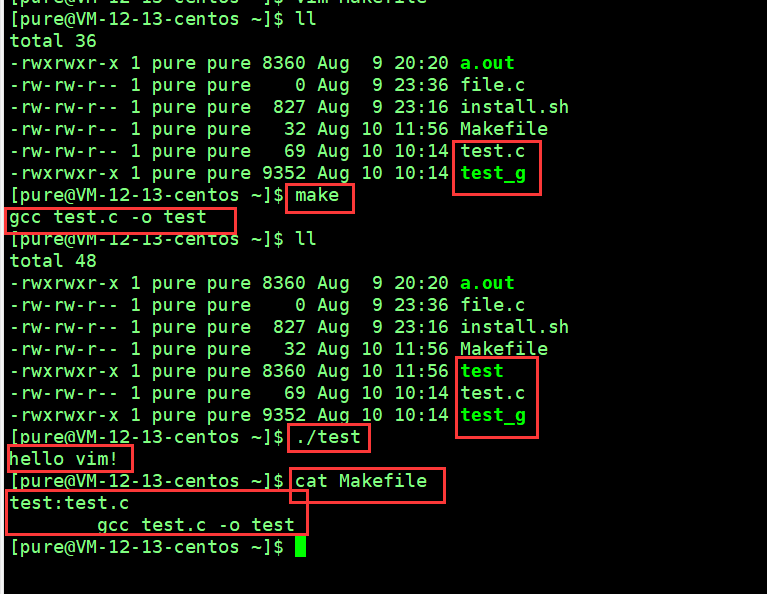 [pure@VM-12-13-centos ~]$ vim Makefile
[pure@VM-12-13-centos ~]$ ll
total 36
-rwxrwxr-x 1 pure pure 8360 Aug  9 20:20 a.out
-rw-rw-r-- 1 pure pure    0 Aug  9 23:36 file.c
-rw-rw-r-- 1 pure pure  827 Aug  9 23:16 install.sh
-rw-rw-r-- 1 pure pure   32 Aug 10 11:56 Makefile
-rw-rw-r-- 1 pure pure   69 Aug 10 10:14 test.c
-rwxrwxr-x 1 pure pure 9352 Aug 10 10:14 test_g
[pure@VM-12-13-centos ~]$ make
gcc test.c -o test
[pure@VM-12-13-centos ~]$ ll
total 48
-rwxrwxr-x 1 pure pure 8360 Aug  9 20:20 a.out
-rw-rw-r-- 1 pure pure    0 Aug  9 23:36 file.c
-rw-rw-r-- 1 pure pure  827 Aug  9 23:16 install.sh
-rw-rw-r-- 1 pure pure   32 Aug 10 11:56 Makefile
-rwxrwxr-x 1 pure pure 8360 Aug 10 11:56 test
-rw-rw-r-- 1 pure pure   69 Aug 10 10:14 test.c
-rwxrwxr-x 1 pure pure 9352 Aug 10 10:14 test_g
[pure@VM-12-13-centos ~]$ ./test
hello vim!
[pure@VM-12-13-centos ~]$ cat Makefile
test:test.c
        gcc test.c -o test
[pure@VM-12-13-centos ~]$